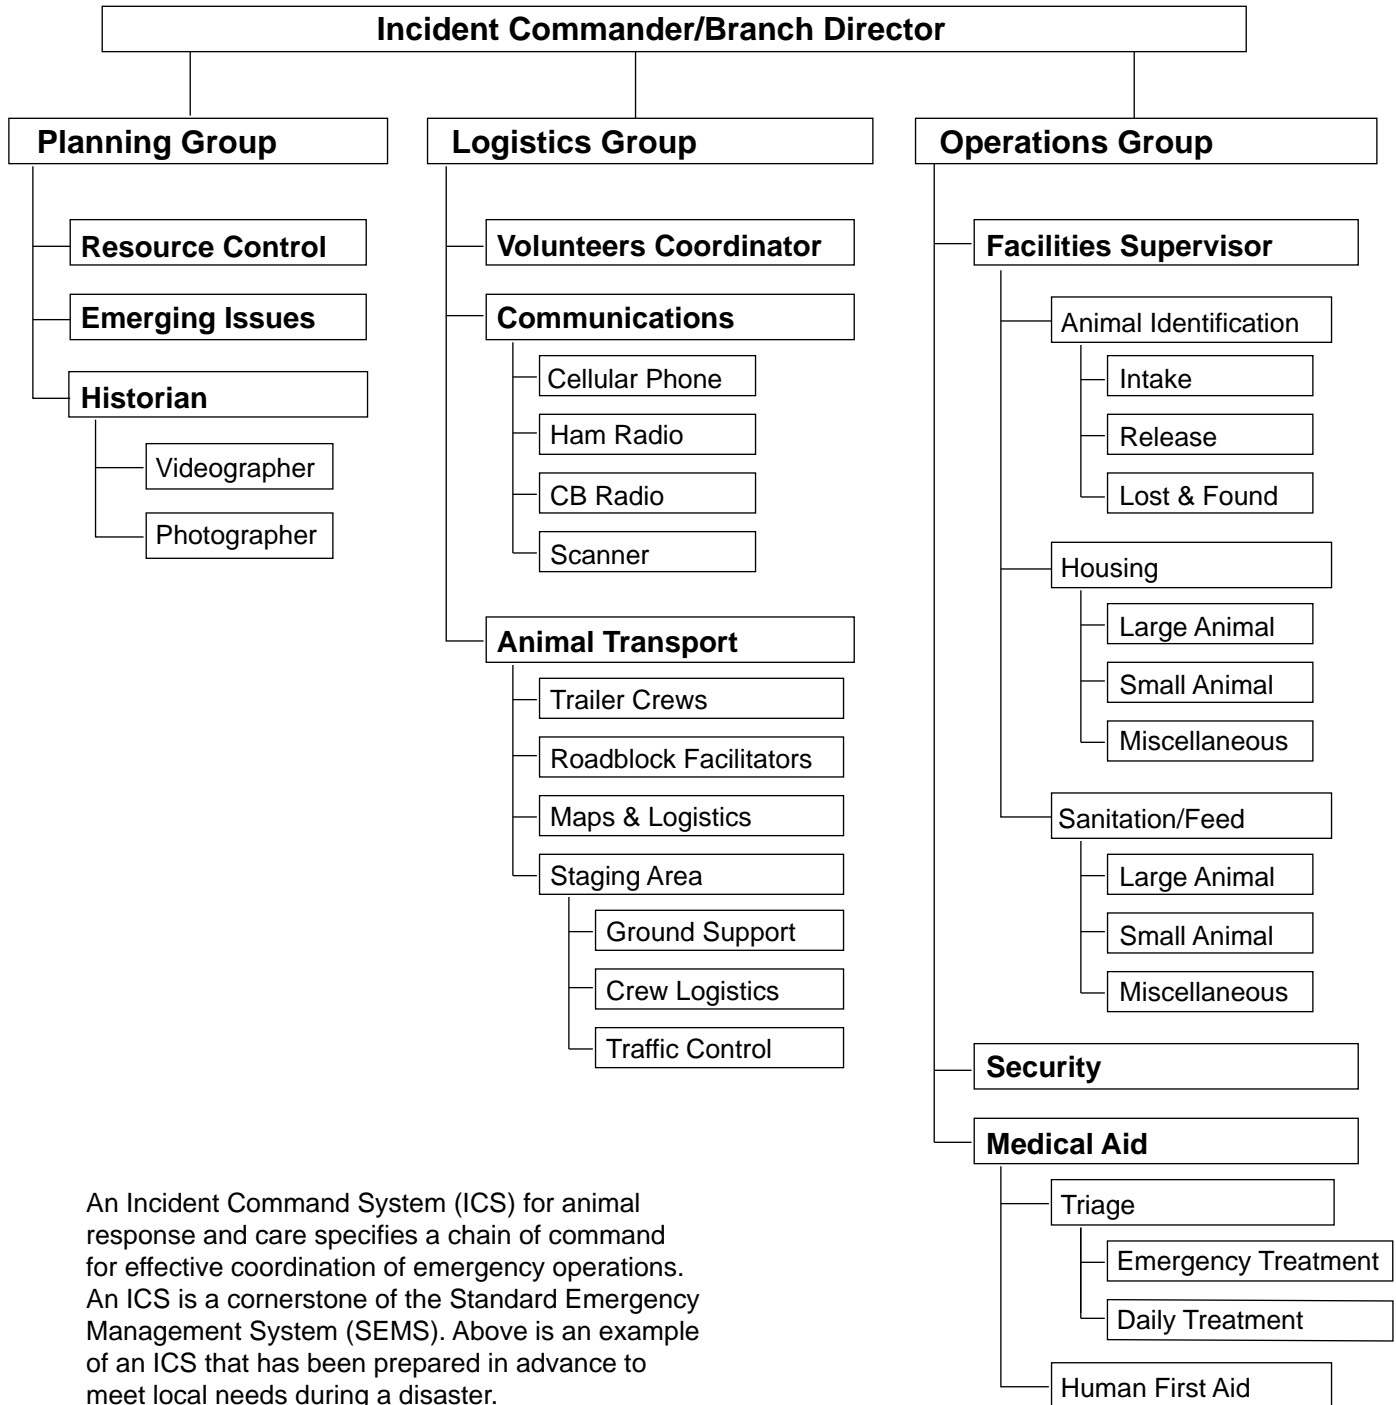 Incident Commander/Branch Director
Planning Group
Resource Control
Emerging Issues
Historian
Videographer
Photographer
Logistics Group
Volunteers Coordinator
Communications
Cellular Phone
Ham Radio
CB Radio
Scanner
Animal Transport
Trailer Crews
Roadblock Facilitators
Maps & Logistics
Staging Area
Ground Support
Crew Logistics
Traffic Control
Operations Group
Facilities Supervisor
Animal Identification
Intake
Release
Lost & Found
Housing
Large Animal
Small Animal
Miscellaneous
Sanitation/Feed
Large Animal
Small Animal
Miscellaneous
Security
Medical Aid
Triage
Emergency Treatment
Daily Treatment
Human First Aid
An Incident Command System (ICS) for animal
response and care specifies a chain of command
for effective coordination of emergency operations.
An ICS is a cornerstone of the Standard Emergency
Management System (SEMS). Above is an example
of an ICS that has been prepared in advance to
meet local needs during a disaster.